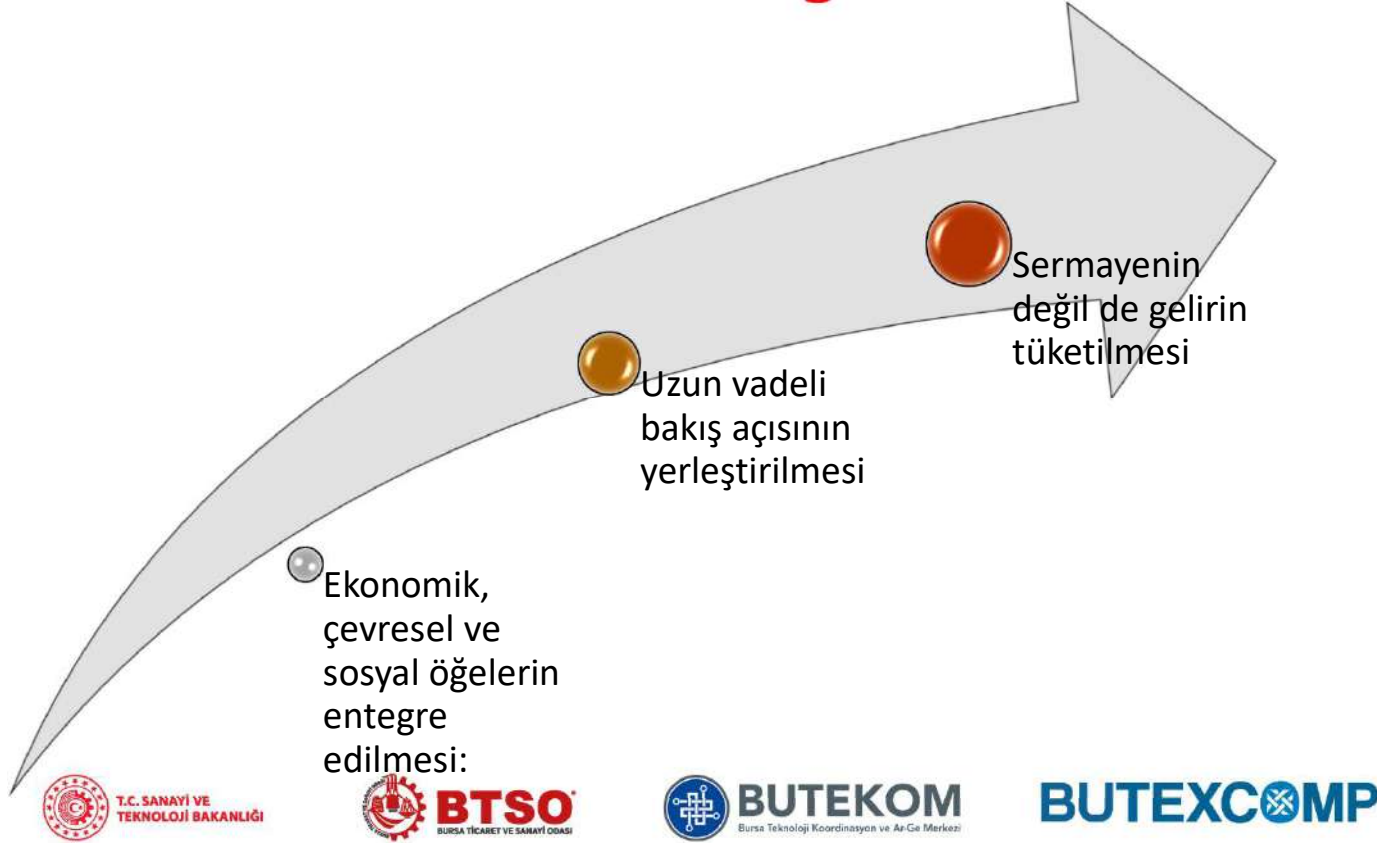 Sermayenin
değil de gelirin
tüketilmesi
Uzun vadeli
bakış açısının
yerleştirilmesi
Ekonomik,
çevresel ve
sosyal öğelerin
entegre
edilmesi:
T.C. SANAYİ VE
TEKNOLOJİ BAKANLIĞI
BTSO
BURSA TİCARET VE SANAYİ ODASI
BUTEKOM
Bursa Teknoloji Koordinasyon ve Ar-Ge Merkezi
BUTEXCOMP